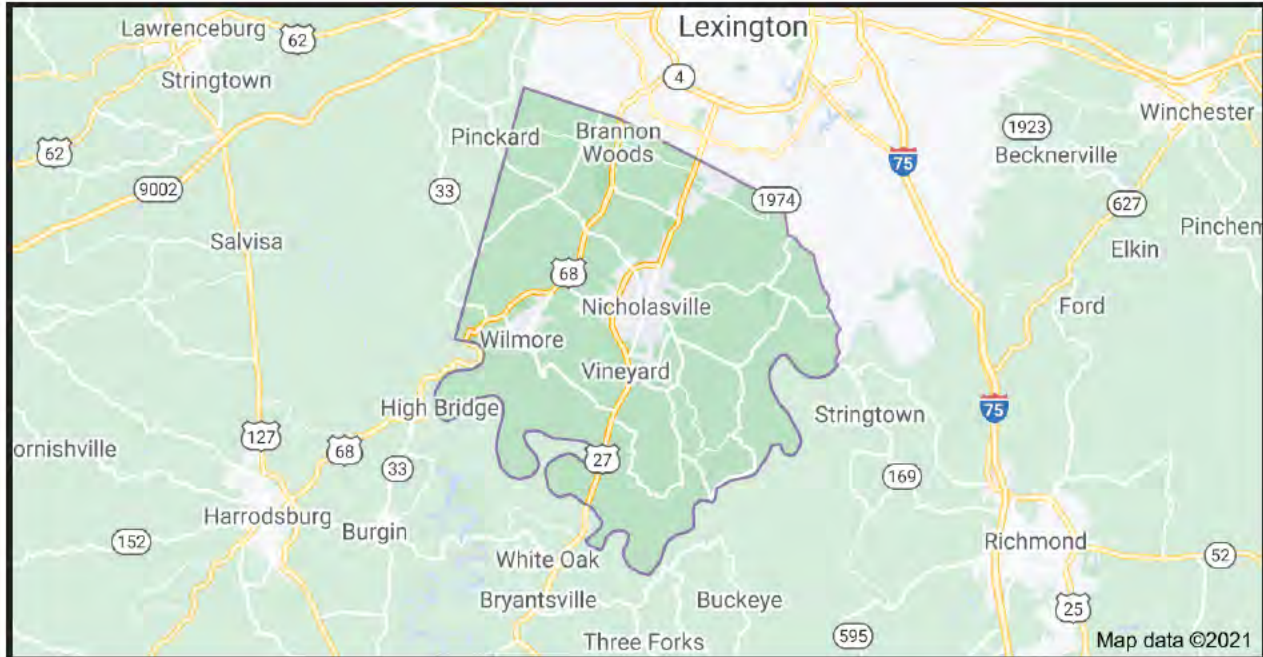 Lexington
Lawrenceburg
62
Stringtown
4
Winchester
Pinckard
Brannon
Woods
1923
Becknerville
62
75
33
9002
1974
627
Pinchem
Salvisa
Elkin
68
Nicholasville
Ford
Wilmore
Vineyard
High Bridge
Stringtown
75
127
68
ornishville
27
33
169
Harrodsburg
Burgin
152
Richmond
52
White Oak
Bryantsville
Buckeye
25
Three Forks
595
Map data ©2021